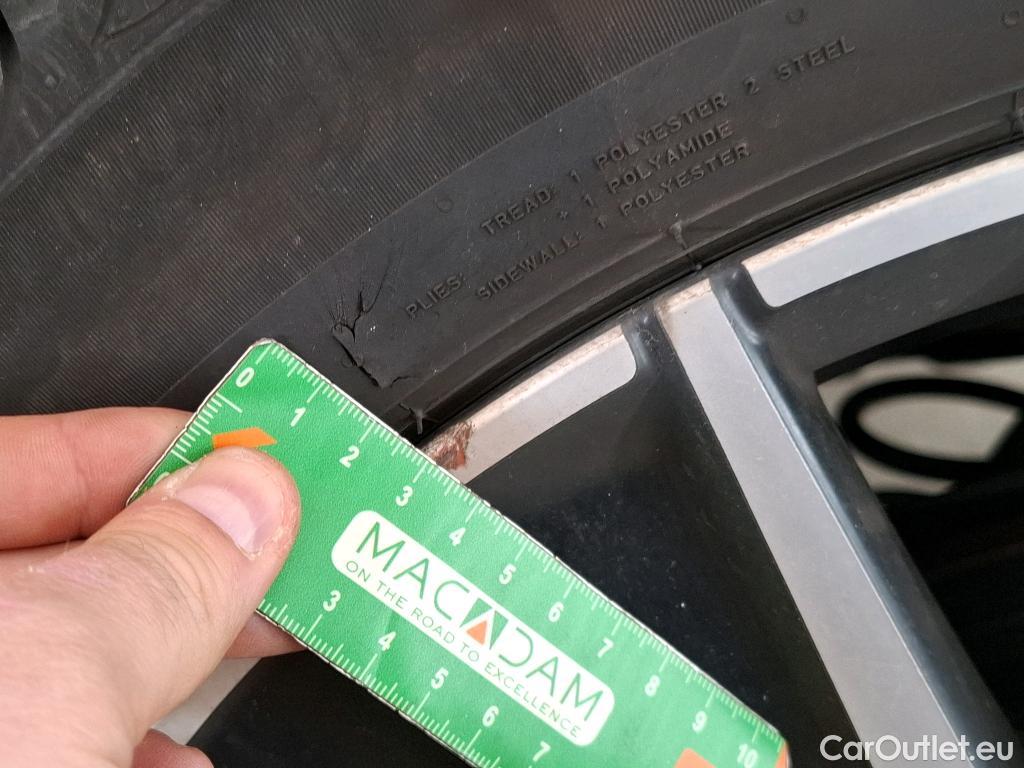 TREAD: 1 POLYESTER 2 STEEL
+ 1 POLYAMIDE
PLIES: SIDEWALL: 1 POLYESTER
0 1 2 3 4 5 6 7 8 9 10
MACADAM
ON THE ROAD TO EXCELLENCE
3 4 5 6 7
CarOutlet.eu